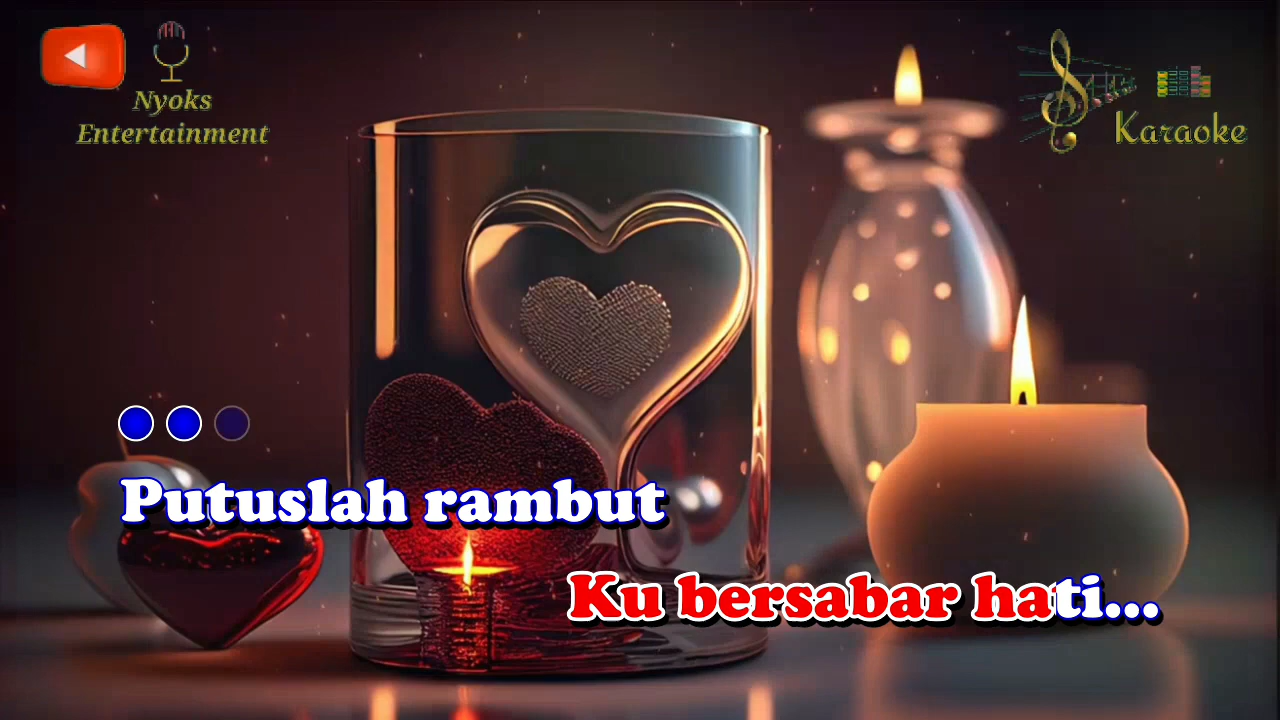 Nyoks
Entertainment
Karaoke
Putuslah rambut
Ku bersabar hati...